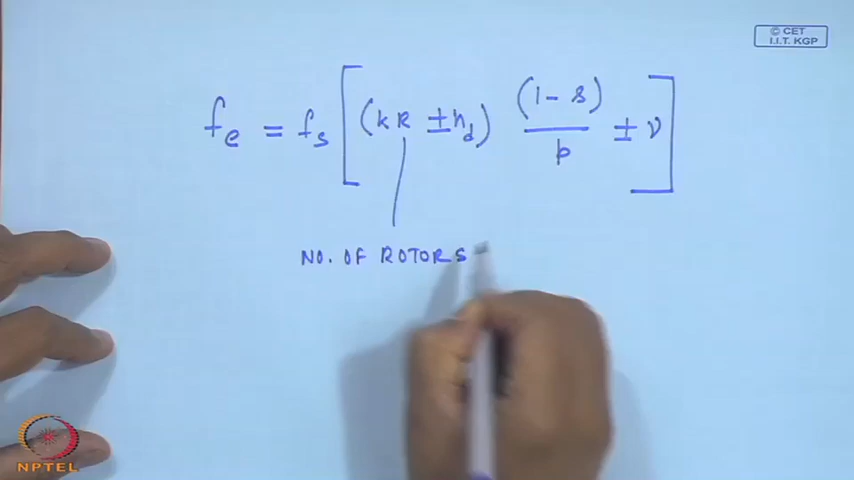 © CET
I.I.T. KGP
fe = fs [(kR ± nd) (1 - s)/p ± ν]
NO. OF ROTORS
NPTEL